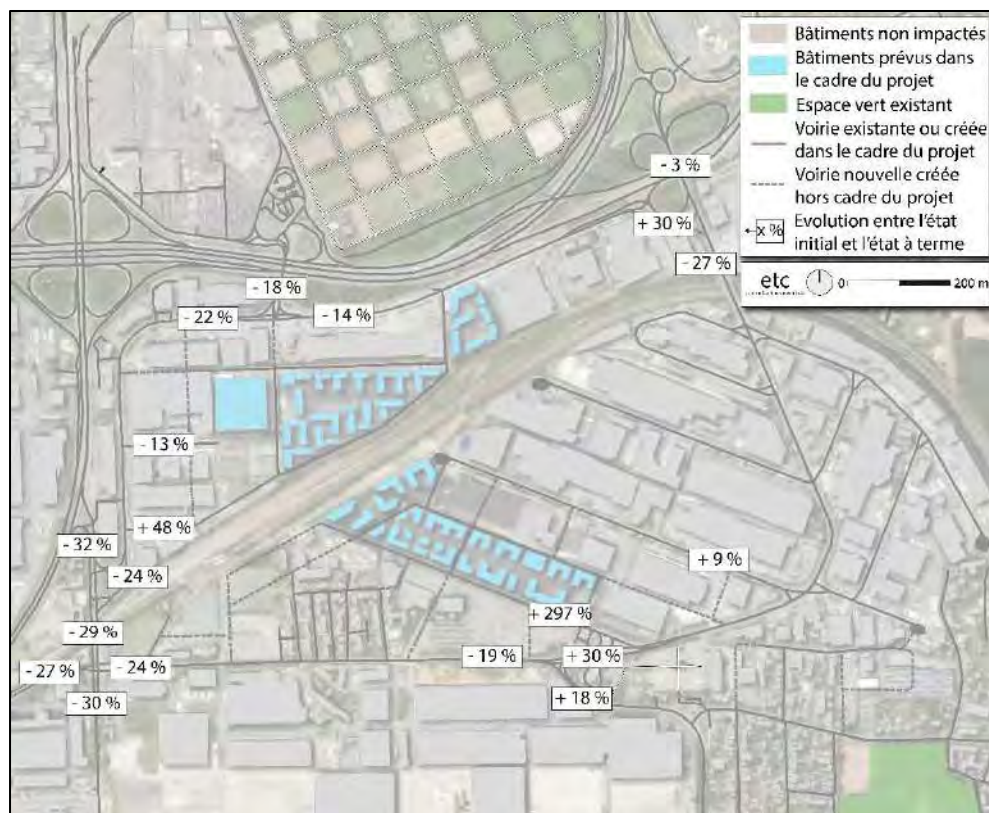 Bâtiments non impactés
Bâtiments prévus dans
le cadre du projet
Espace vert existant
Voirie existante ou créée
dans le cadre du projet
Voirie nouvelle créée
hors cadre du projet
x %
Evolution entre l'état
initial et l'état à terme
etc
0
200 m
- 3 %
+ 30 %
- 27 %
- 18 %
- 22 %
- 14 %
- 13 %
+ 48 %
- 32 %
- 24 %
+ 9 %
+ 297 %
- 29 %
- 27 %
- 24 %
- 19 %
+ 30 %
- 30 %
+ 18 %